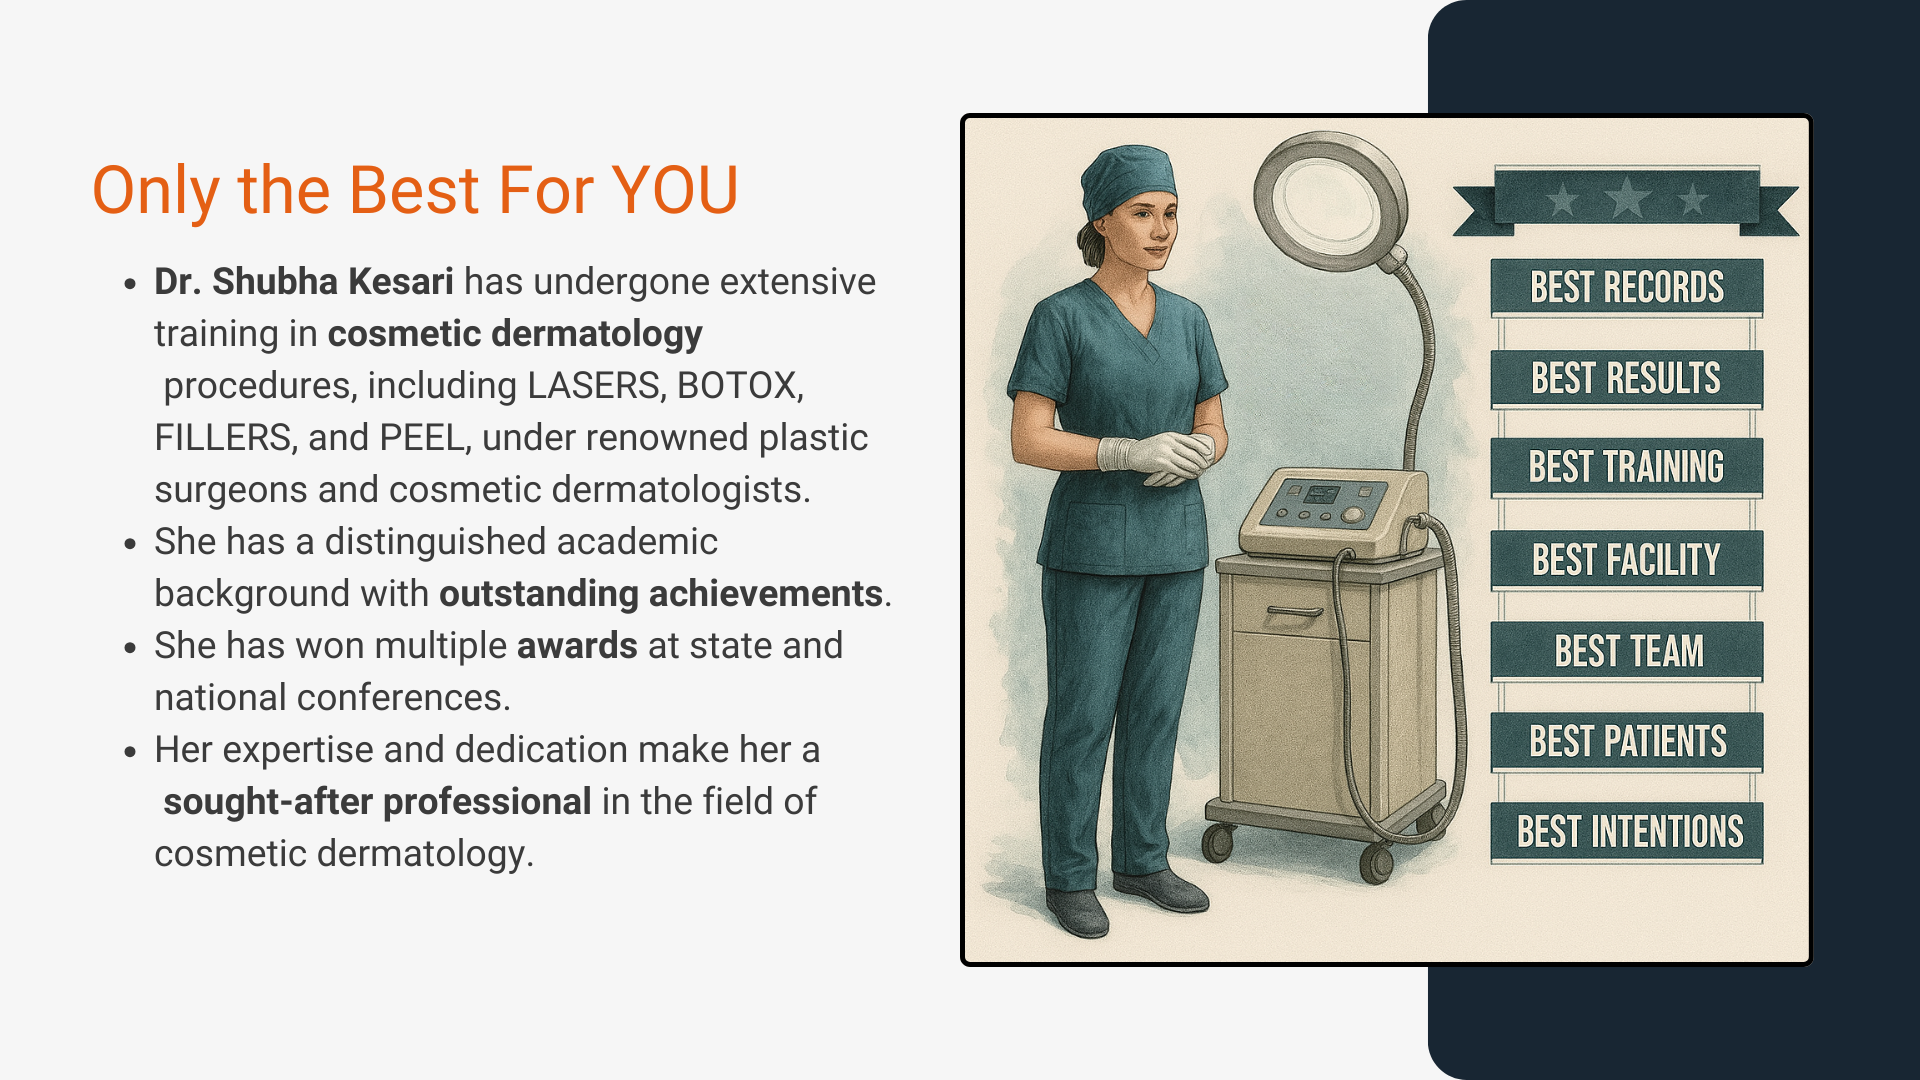 Only the Best For YOU
• Dr. Shubha Kesari has undergone extensive
training in cosmetic dermatology
procedures, including LASERS, BOTOX,
FILLERS, and PEEL, under renowned plastic
surgeons and cosmetic dermatologists.
• She has a distinguished academic
background with outstanding achievements.
• She has won multiple awards at state and
national conferences.
• Her expertise and dedication make her a
sought-after professional in the field of
cosmetic dermatology.
BEST RECORDS
BEST RESULTS
BEST TRAINING
BEST FACILITY
BEST TEAM
BEST PATIENTS
BEST INTENTIONS